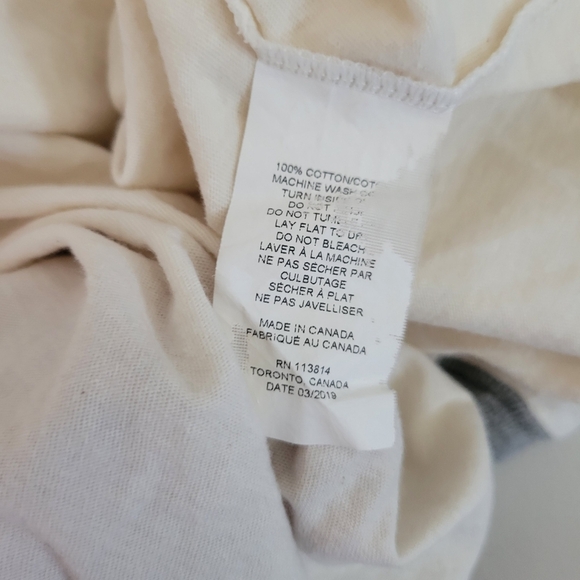 100% COTTON/COT
MACHINE WASH
TURN
DO NOT
DO NOT
LAY FLAT TO DR
DO NOT BLEACH
LAVER À LA MACHINE
NE PAS SÉCHER PAR
CULBUTAGE
SÉCHER À PLAT
NE PAS JAVELLISER
MADE IN CANADA
FABRIQUÉ AU CANADA
RN 113814
TORONTO, CANADA
DATE 03/2019